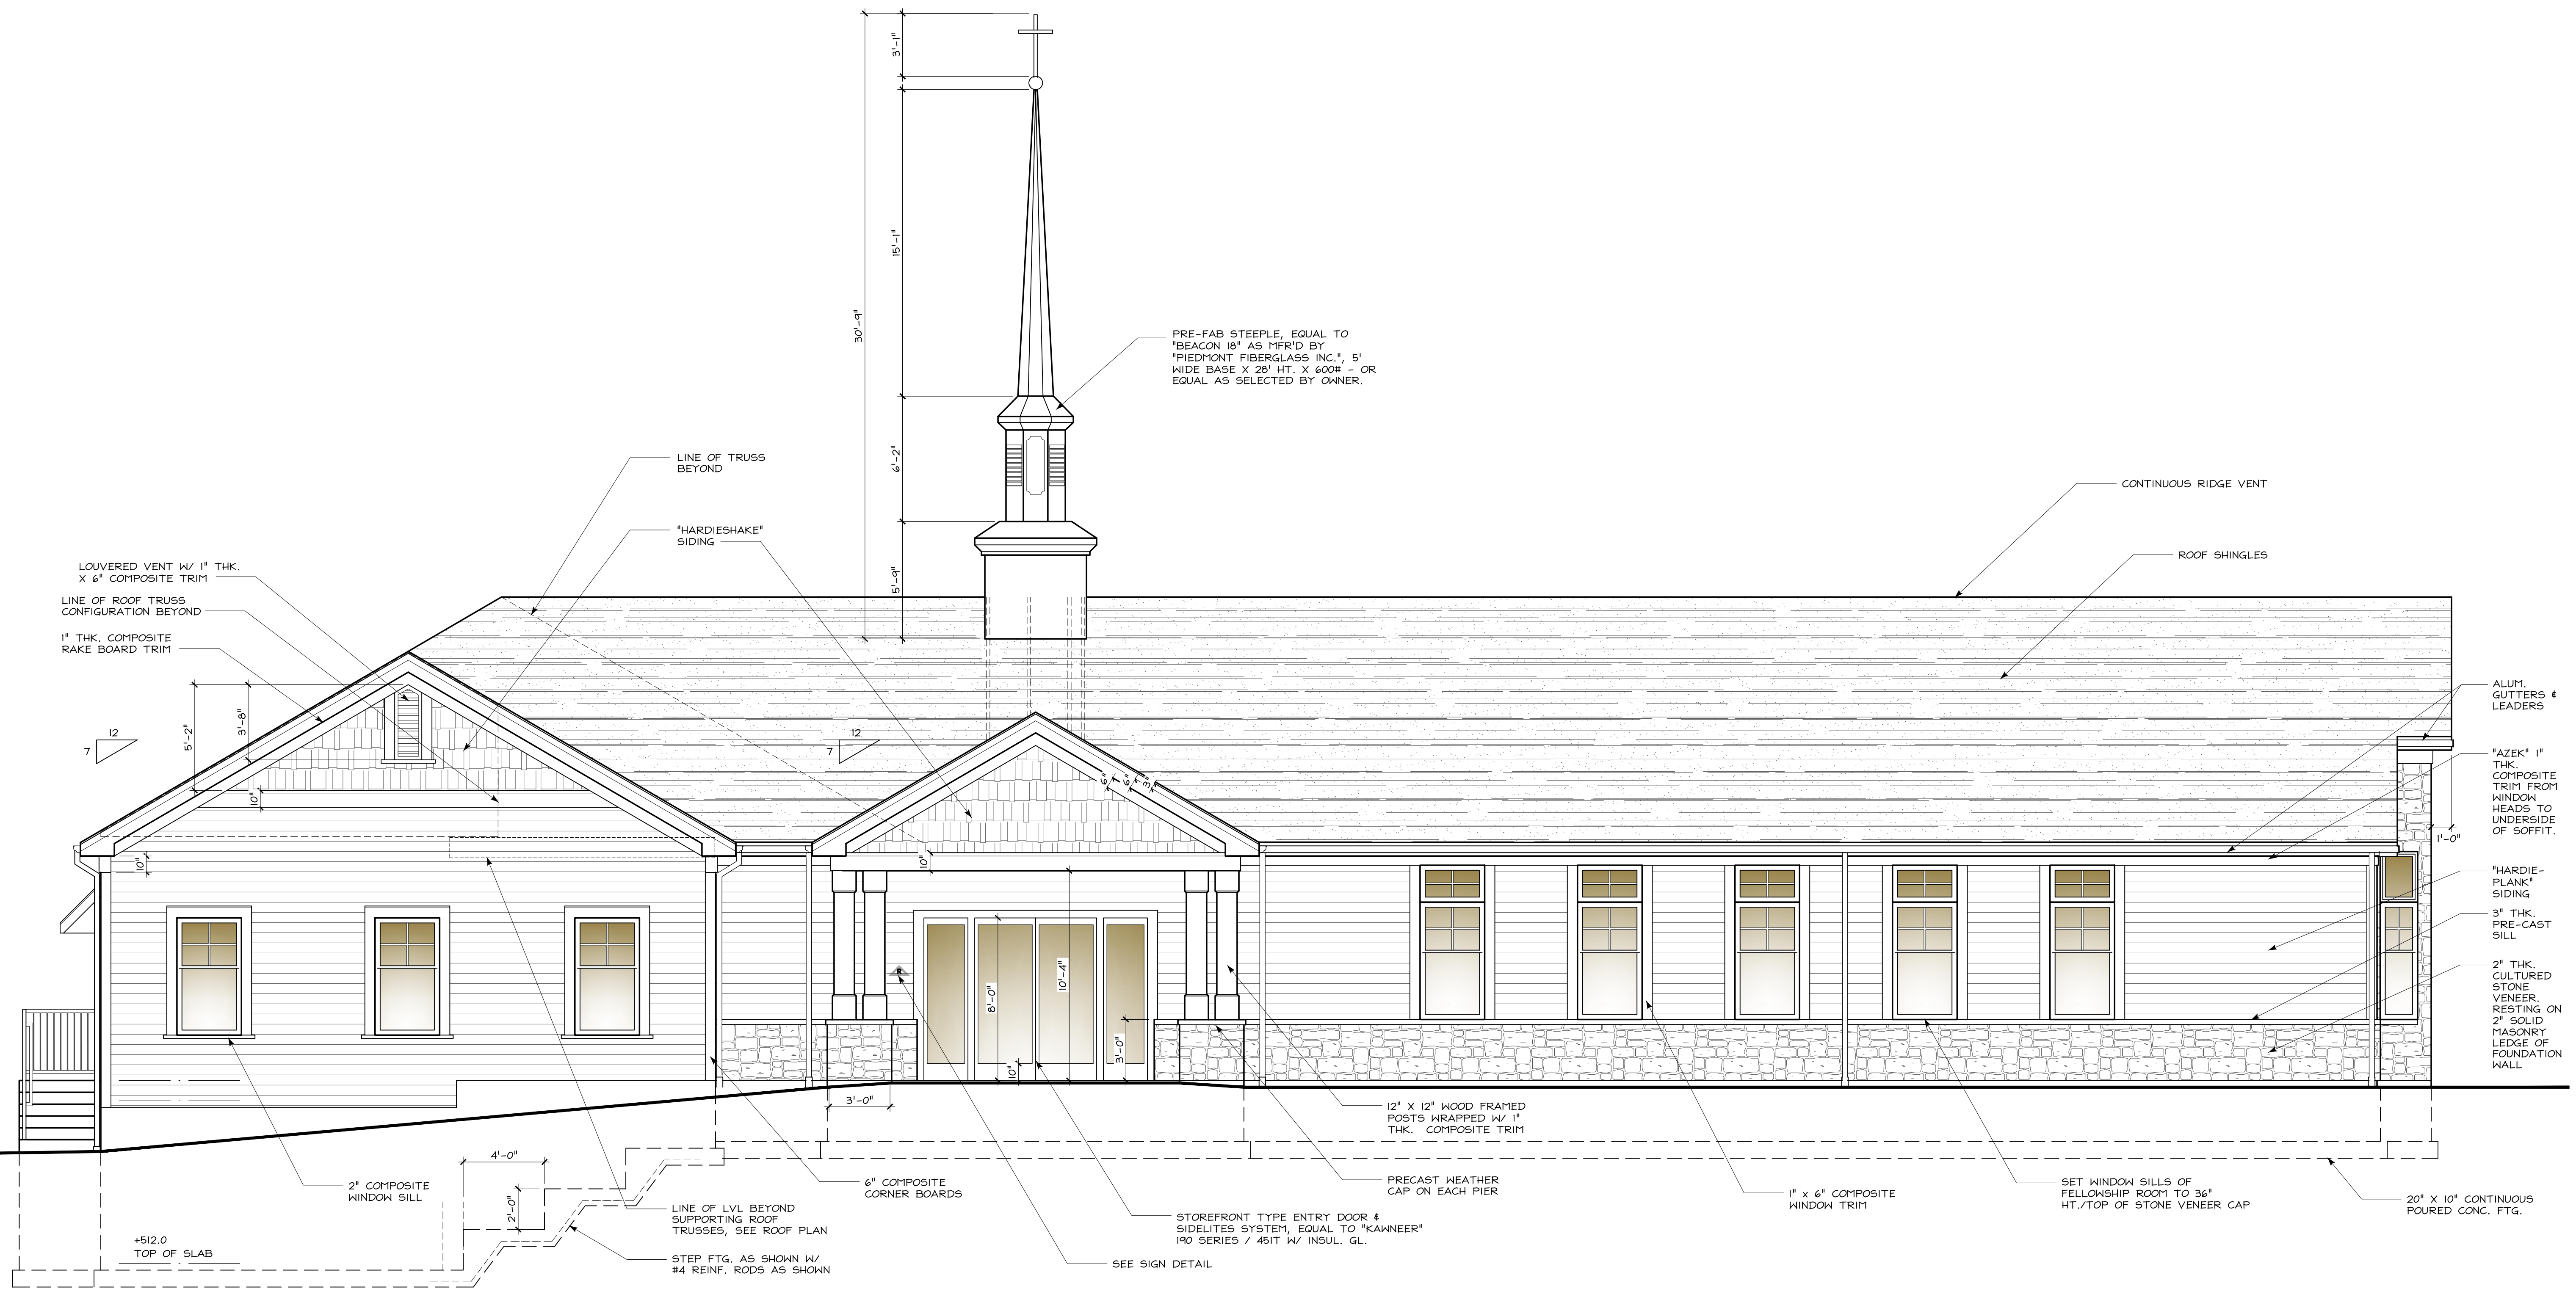 3'-1"
30'-9"
15'-1"
6'-2"
5'-9"
PRE-FAB STEEPLE, EQUAL TO
"BEACON 18" AS MFR'D BY
"PIEDMONT FIBERGLASS INC.", 5'
WIDE BASE X 28' HT. X 600# - OR
EQUAL AS SELECTED BY OWNER.
LINE OF TRUSS
BEYOND
"HARDIESHAKE"
SIDING
LOUVERED VENT W/ 1" THK.
X 6" COMPOSITE TRIM
LINE OF ROOF TRUSS
CONFIGURATION BEYOND
1" THK. COMPOSITE
RAKE BOARD TRIM
CONTINUOUS RIDGE VENT
ROOF SHINGLES
5'-2"
3'-8"
12
7
10"
10"
12
7
6"
6"
3"
10"
ALUM.
GUTTERS &
LEADERS
"AZEK" 1"
THK.
COMPOSITE
TRIM FROM
WINDOW
HEADS TO
UNDERSIDE
OF SOFFIT.
1'-0"
"HARDIE-
PLANK"
SIDING
3" THK.
PRE-CAST
SILL
2" THK.
CULTURED
STONE
VENEER.
RESTING ON
2" SOLID
MASONRY
LEDGE OF
FOUNDATION
WALL
8'-0"
10'-4"
3'-0"
10"
3'-0"
4'-0"
2'-0"
2" COMPOSITE
WINDOW SILL
+512.0
TOP OF SLAB
6" COMPOSITE
CORNER BOARDS
LINE OF LVL BEYOND
SUPPORTING ROOF
TRUSSES, SEE ROOF PLAN
STEP FTG. AS SHOWN W/
#4 REINF. RODS AS SHOWN
12" X 12" WOOD FRAMED
POSTS WRAPPED W/ 1"
THK. COMPOSITE TRIM
PRECAST WEATHER
CAP ON EACH PIER
STOREFRONT TYPE ENTRY DOOR &
SIDELITES SYSTEM, EQUAL TO "KAWNEER"
190 SERIES / 451T W/ INSUL. GL.
SEE SIGN DETAIL
1" x 6" COMPOSITE
WINDOW TRIM
SET WINDOW SILLS OF
FELLOWSHIP ROOM TO 36"
HT./TOP OF STONE VENEER CAP
20" X 10" CONTINUOUS
POURED CONC. FTG.